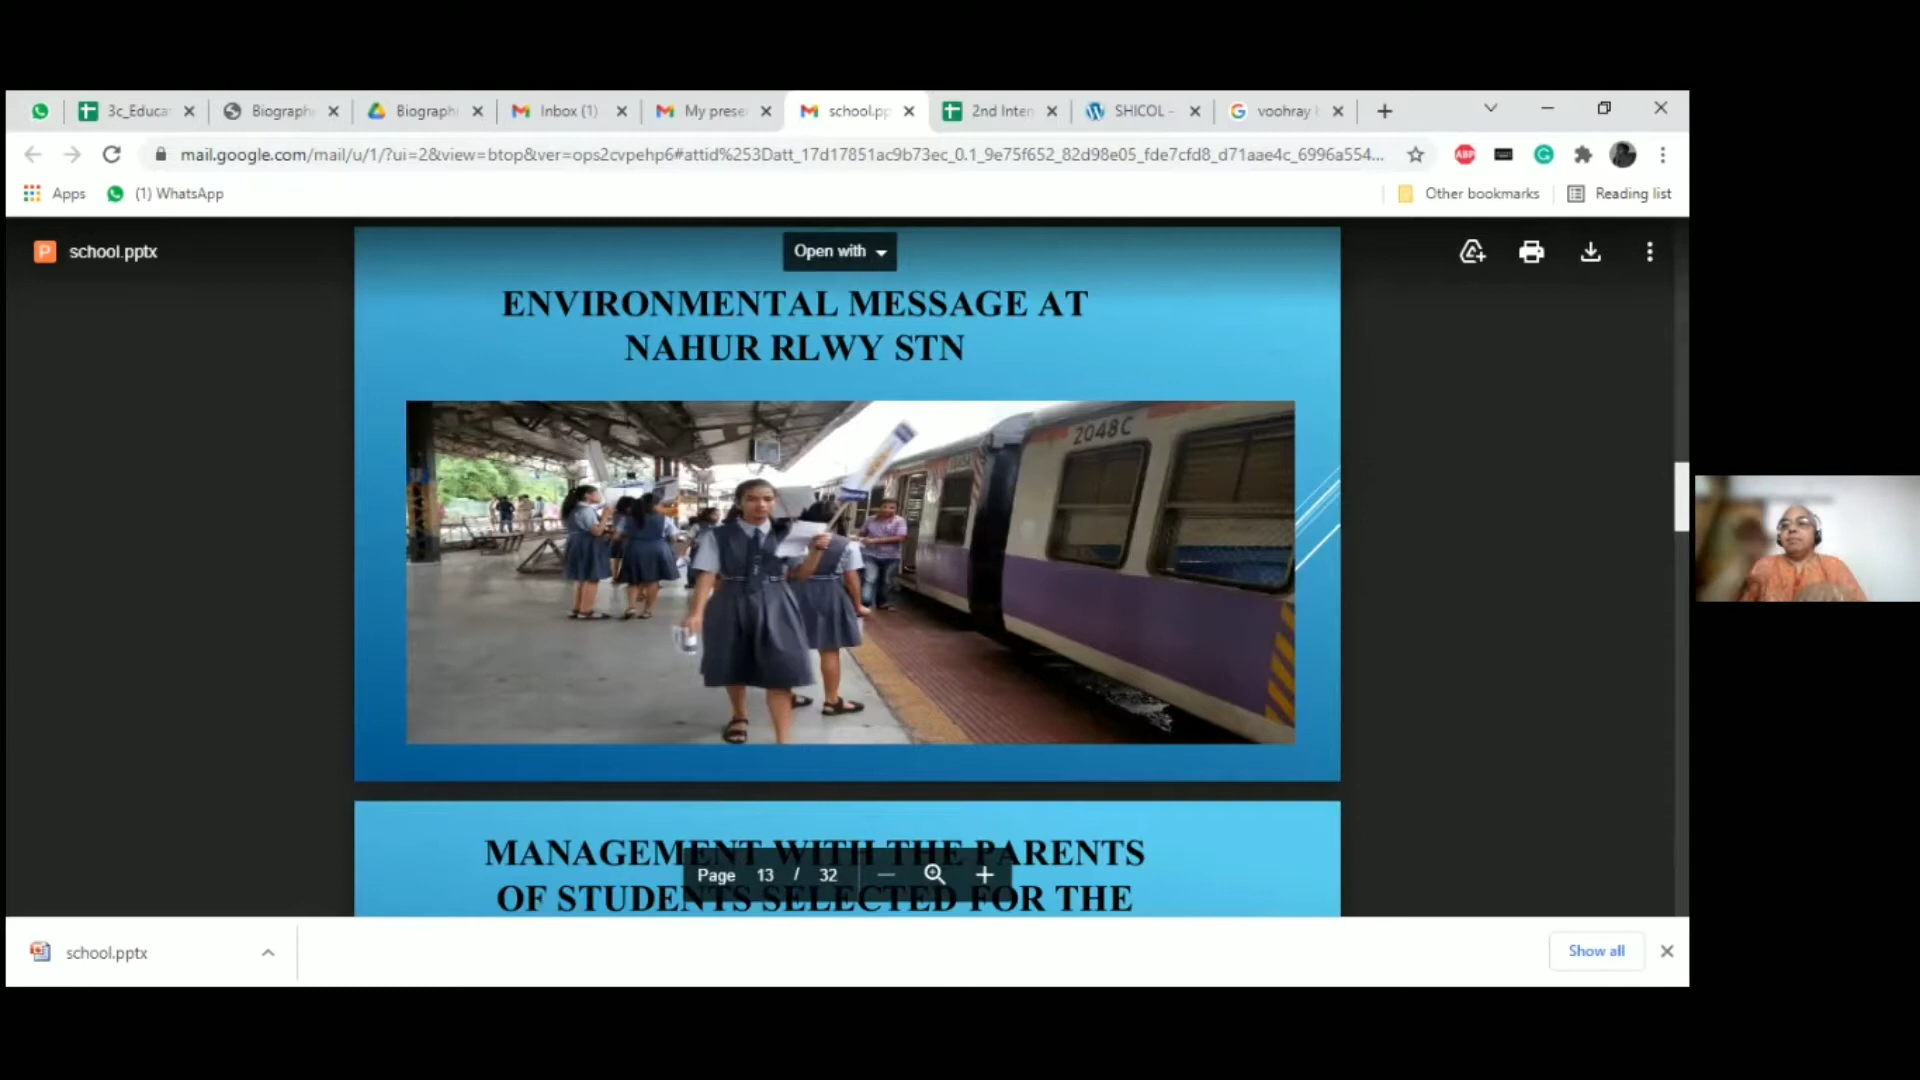 3c_Educa
Biograph
Biograph
Inbox (1)
My prese
school.pp
2nd Inten
SHICOL -
voohray
mail.google.com/mail/u/1/?ui=2&view=btop&ver=ops2cvpehp6#attid%253Datt_17d17851ac9b73ec_0.1_9e75f652_82d98e05_fde7cfd8_d71aae4c_6996a554...
ABP
Apps
(1) WhatsApp
Other bookmarks
Reading list
P
school.pptx
Open with
ENVIRONMENTAL MESSAGE AT
NAHUR RLWY STN
2048C
MANAGEMENT WITH THE PARENTS
OF STUDENTS SELECTED FOR THE
Page 13 / 32
school.pptx
Show all